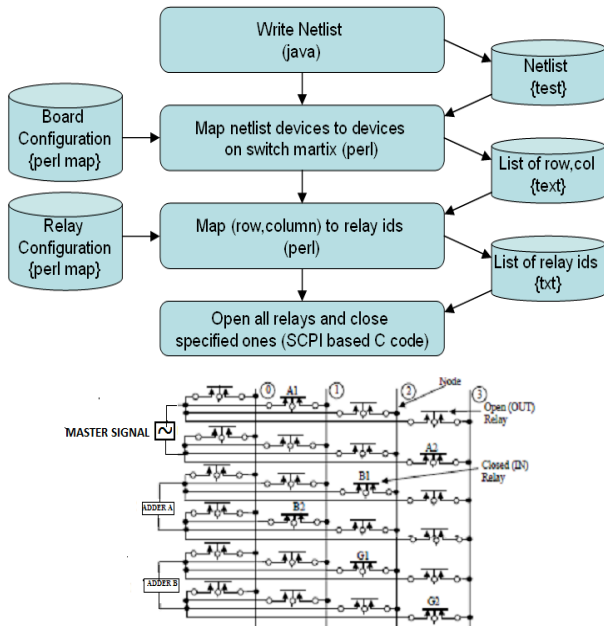 Write Netlist
(java)
Netlist
{test}
Board
Configuration
{perl map}
Map netlist devices to devices
on switch martix (perl)
List of row,col
{text}
Relay
Configuration
{perl map}
Map (row,column) to relay ids
(perl)
List of relay ids
{txt}
Open all relays and close
specified ones (SCPI based C code)
Node
0
A1
1
2
3
Open (OUT)
Relay
MASTER SIGNAL
A2
B1
Closed (IN)
Relay
ADDER A
B2
G1
ADDER B
G2